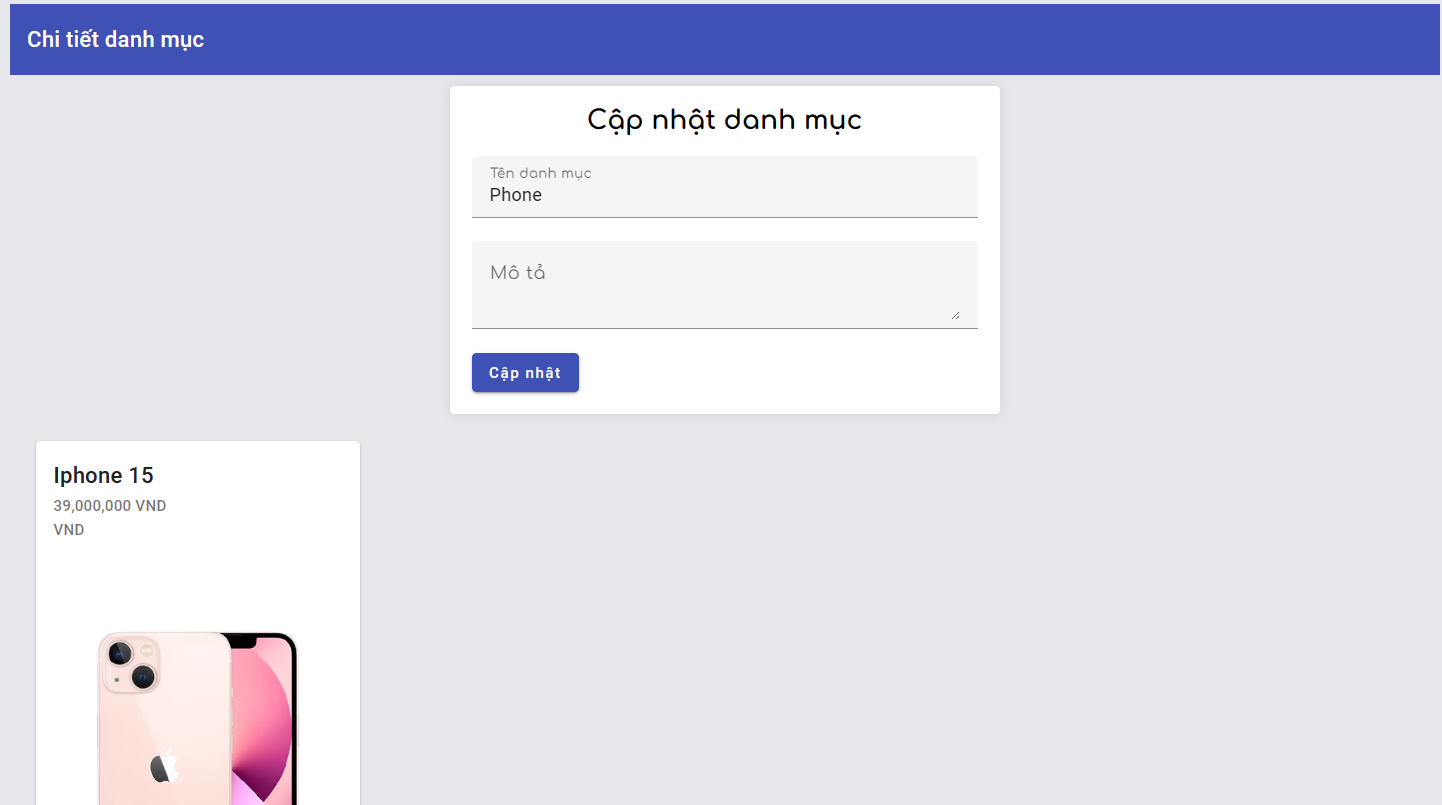 Chi tiết danh mục
Cập nhật danh mục
Tên danh mục
Phone
Mô tả
Cập nhật
Iphone 15
39,000,000 VND
VND